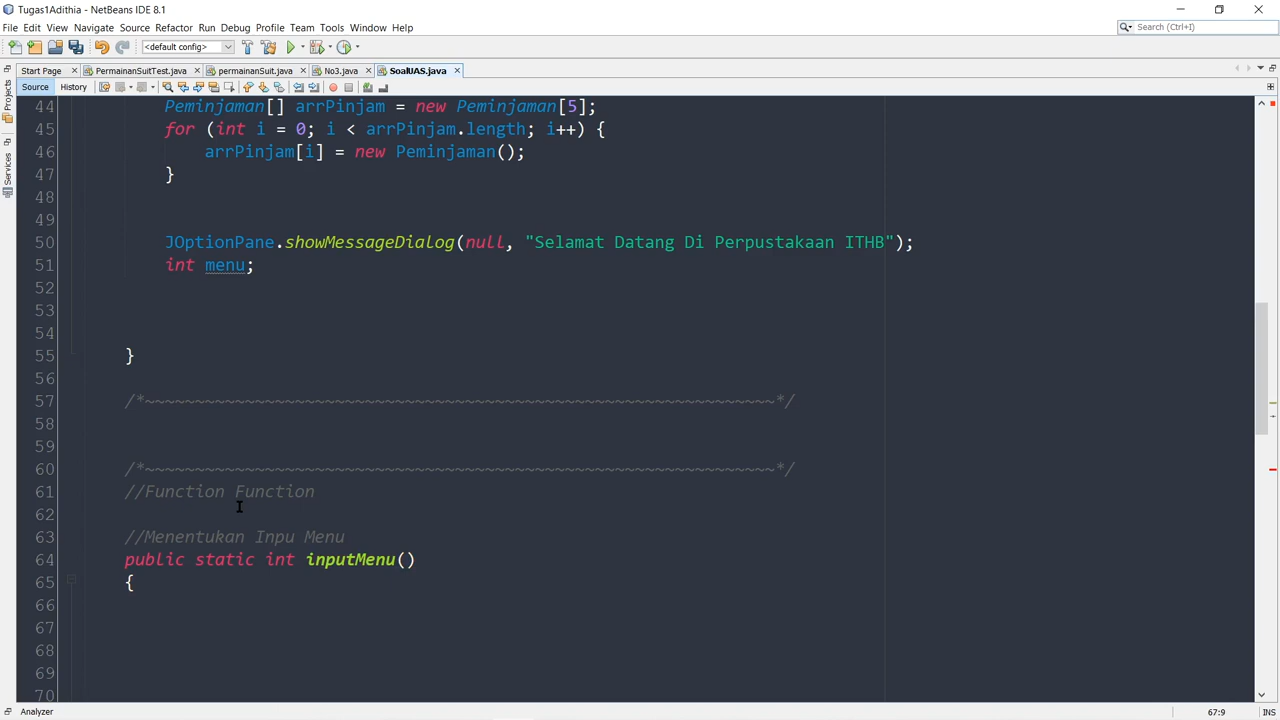 Tugas1Adithia - NetBeans IDE 8.1
File Edit View Navigate Source Refactor Run Debug Profile Team Tools Window Help
<default config>
Search (Ctrl+I)
Start Page PermainanSuitTest.java permainanSuit.java No3.java SoalUAS.java
Source History
Projects
Services
44 Peminjaman[] arrPinjam = new Peminjaman[5];
45 for (int i = 0; i < arrPinjam.length; i++) {
46 arrPinjam[i] = new Peminjaman();
47 }
48
49
50 JOptionPane.showMessageDialog(null, "Selamat Datang Di Perpustakaan ITHB");
51 int menu;
52
53
54
55 }
56
57 /*~~~~~~~~~~~~~~~~~~~~~~~~~~~~~~~~~~~~~~~~~~~~~~~~~~~~~~~~~~~~~~~*/
58
59
60 /*~~~~~~~~~~~~~~~~~~~~~~~~~~~~~~~~~~~~~~~~~~~~~~~~~~~~~~~~~~~~~~~*/
61 //Function Function
62
63 //Menentukan Inpu Menu
64 public static int inputMenu()
65 {
66
67
68
69
70
Analyzer
67:9 INS